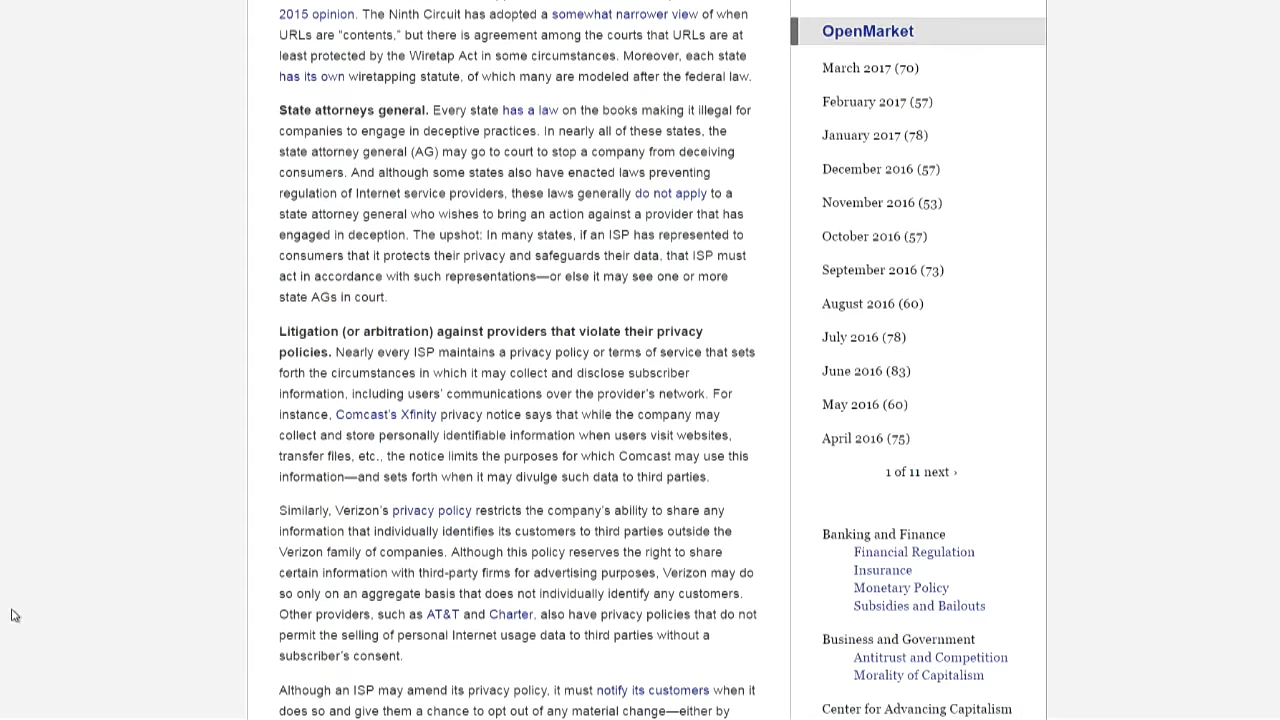 2015 opinion. The Ninth Circuit has adopted a somewhat narrower view of when
URLs are “contents,” but there is agreement among the courts that URLs are at
least protected by the Wiretap Act in some circumstances. Moreover, each state
has its own wiretapping statute, of which many are modeled after the federal law.
State attorneys general. Every state has a law on the books making it illegal for
companies to engage in deceptive practices. In nearly all of these states, the
state attorney general (AG) may go to court to stop a company from deceiving
consumers. And although some states also have enacted laws preventing
regulation of Internet service providers, these laws generally do not apply to a
state attorney general who wishes to bring an action against a provider that has
engaged in deception. The upshot: In many states, if an ISP has represented to
consumers that it protects their privacy and safeguards their data, that ISP must
act in accordance with such representations—or else it may see one or more
state AGs in court.
Litigation (or arbitration) against providers that violate their privacy
policies. Nearly every ISP maintains a privacy policy or terms of service that sets
forth the circumstances in which it may collect and disclose subscriber
information, including users’ communications over the provider’s network. For
instance, Comcast’s Xfinity privacy notice says that while the company may
collect and store personally identifiable information when users visit websites,
transfer files, etc., the notice limits the purposes for which Comcast may use this
information—and sets forth when it may divulge such data to third parties.
Similarly, Verizon’s privacy policy restricts the company’s ability to share any
information that individually identifies its customers to third parties outside the
Verizon family of companies. Although this policy reserves the right to share
certain information with third-party firms for advertising purposes, Verizon may do
so only on an aggregate basis that does not individually identify any customers.
Other providers, such as AT&T and Charter, also have privacy policies that do not
permit the selling of personal Internet usage data to third parties without a
subscriber’s consent.
Although an ISP may amend its privacy policy, it must notify its customers when it
does so and give them a chance to opt out of any material change—either by
OpenMarket
March 2017 (70)
February 2017 (57)
January 2017 (78)
December 2016 (57)
November 2016 (53)
October 2016 (57)
September 2016 (73)
August 2016 (60)
July 2016 (78)
June 2016 (83)
May 2016 (60)
April 2016 (75)
1 of 11 next ›
Banking and Finance
Financial Regulation
Insurance
Monetary Policy
Subsidies and Bailouts
Business and Government
Antitrust and Competition
Morality of Capitalism
Center for Advancing Capitalism